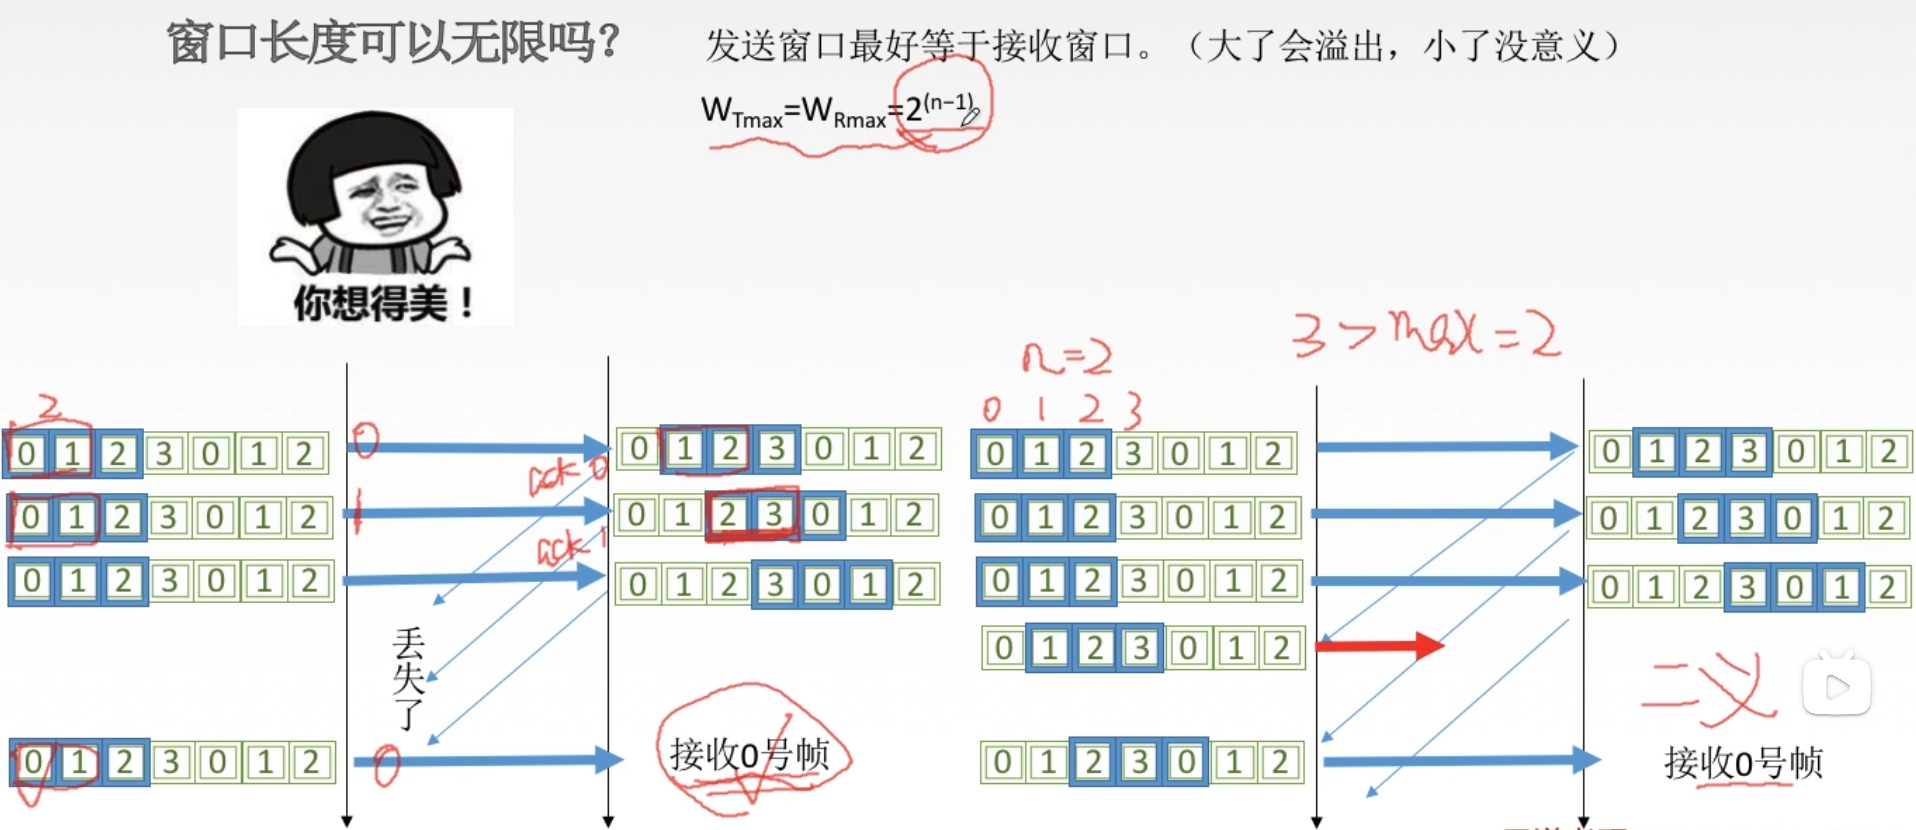 窗口长度可以无限吗？
发送窗口最好等于接收窗口。（大了会溢出，小了没意义）
WTmax=WRmax=2(n−1)
你想得美！
3>max=2
n=2
2
0 1 2 3
0 1 2 3 0 1 2
0
0 1 2 3 0 1 2
0 1 2 3 0 1 2
0 1 2 3 0 1 2
ack 0
0 1 2 3 0 1 2
1
0 1 2 3 0 1 2
0 1 2 3 0 1 2
0 1 2 3 0 1 2
ack 1
0 1 2 3 0 1 2
0 1 2 3 0 1 2
0 1 2 3 0 1 2
0 1 2 3 0 1 2
丢失了
0 1 2 3 0 1 2
二义
0 1 2 3 0 1 2
0
接收0号帧
0 1 2 3 0 1 2
接收0号帧